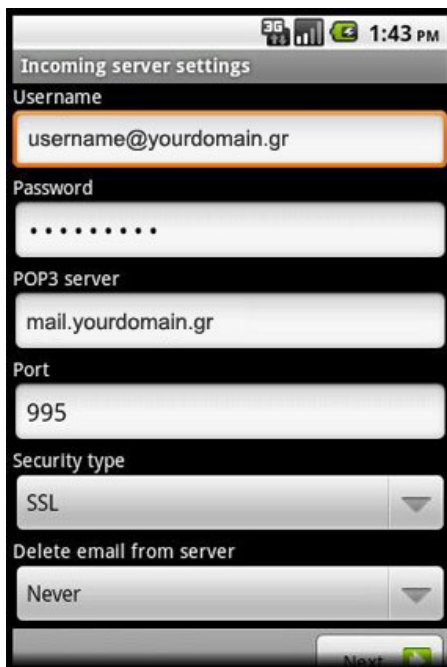 3G 1:43 PM
Incoming server settings
Username
username@yourdomain.gr
Password
•••••••••
POP3 server
mail.yourdomain.gr
Port
995
Security type
SSL
Delete email from server
Never
Next